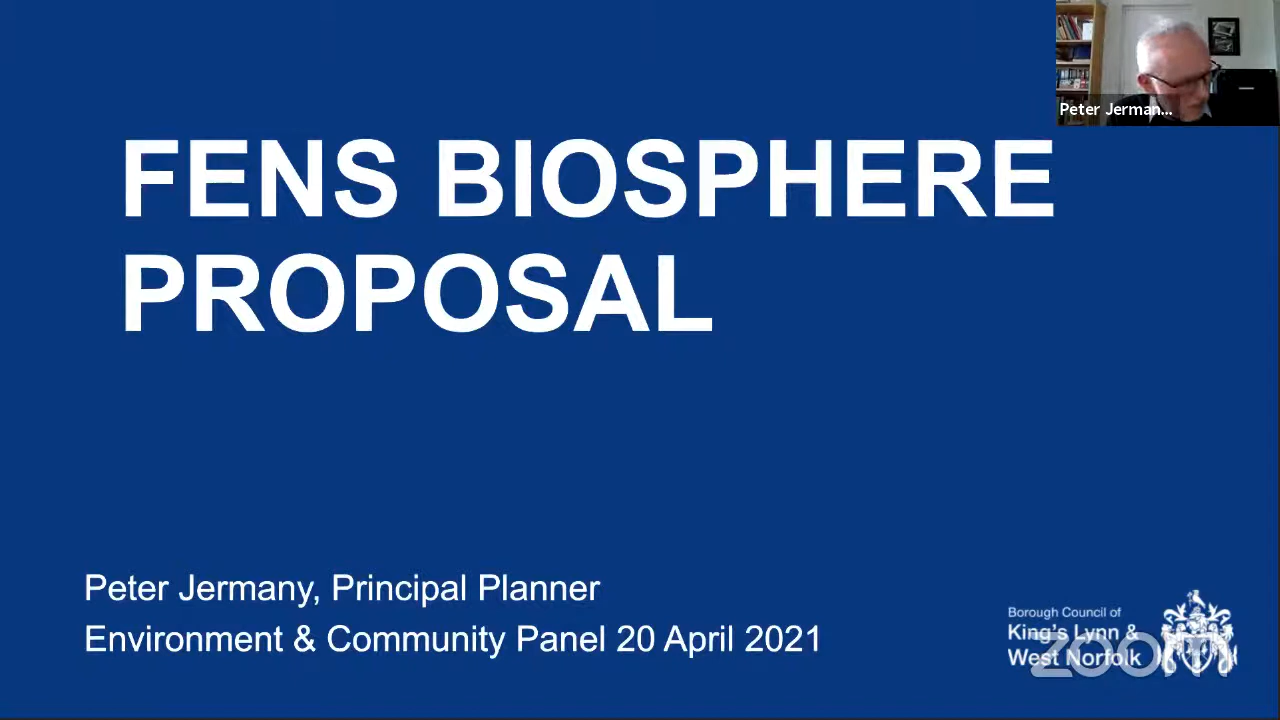 Peter Jerman...
FENS BIOSPHERE
PROPOSAL
Peter Jermany, Principal Planner
Environment & Community Panel 20 April 2021
Borough Council of
King's Lynn &
West Norfolk
zoom